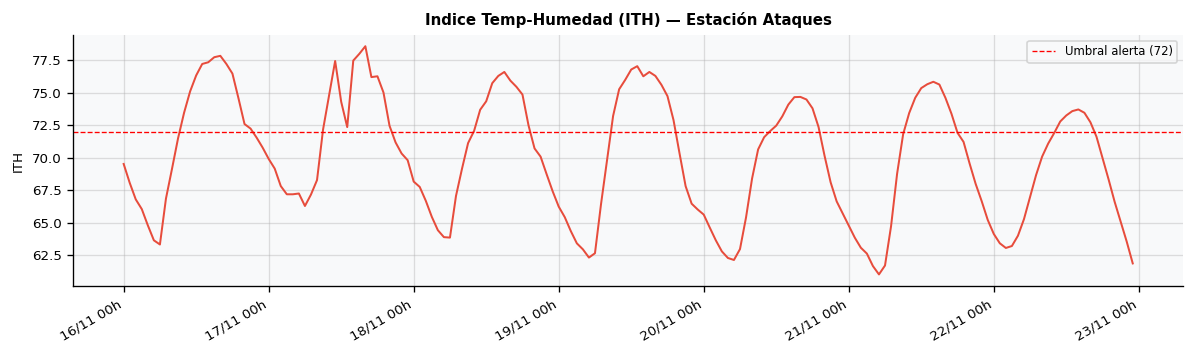 Indice Temp-Humedad (ITH) — Estación Ataques
Umbral alerta (72)
ITH
77.5
75.0
72.5
70.0
67.5
65.0
62.5
16/11 00h
17/11 00h
18/11 00h
19/11 00h
20/11 00h
21/11 00h
22/11 00h
23/11 00h